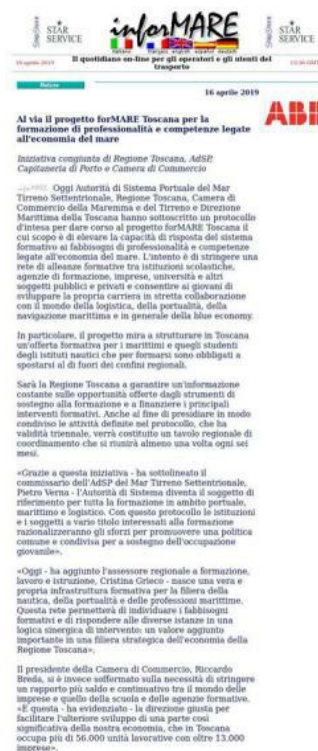 STAR
SERVICE
inforMARE
STAR
SERVICE
italiano français english español deutsch
Il quotidiano on-line per gli operatori e gli utenti del
trasporto
16 aprile 2019
ABB
Al via il progetto forMARE Toscana per la
formazione di professionalità e competenze legate
all'economia del mare
Iniziativa congiunta di Regione Toscana, AdSP,
Capitaneria di Porto e Camera di Commercio
Oggi Autorità di Sistema Portuale del Mar
Tirreno Settentrionale, Regione Toscana, Camera di
Commercio della Maremma e del Tirreno e Direzione
Marittima della Toscana hanno sottoscritto un protocollo
d'intesa per dare corso al progetto forMARE Toscana il
cui scopo è di elevare la capacità di risposta del sistema
formativo ai fabbisogni di professionalità e competenze
legate all'economia del mare. L'intento è di stringere una
rete di alleanze formative tra istituzioni scolastiche,
agenzie di formazione, imprese, università e altri
soggetti pubblici e privati e consentire ai giovani di
sviluppare la propria carriera in stretta collaborazione
con il mondo della logistica, della portualità, della
navigazione marittima e in generale della blue economy.
In particolare, il progetto mira a strutturare in Toscana
un'offerta formativa per i marittimi e quegli studenti
degli istituti nautici che per formarsi sono obbligati a
spostarsi al di fuori dei confini regionali.
Sarà la Regione Toscana a garantire un'informazione
costante sulle opportunità offerte dagli strumenti di
sostegno alla formazione e a finanziere i principali
interventi formativi. Anche al fine di presidiare in modo
condiviso le attività definite nel protocollo, che ha
validità triennale, verrà costituito un tavolo regionale di
coordinamento che si riunirà almeno una volta ogni sei
mesi.
«Grazie a questa iniziativa - ha sottolineato il
commissario dell'AdSP del Mar Tirreno Settentrionale,
Pietro Verna - l'Autorità di Sistema diventa il soggetto di
riferimento per tutta la formazione in ambito portuale,
marittimo e logistico. Con questo protocollo le istituzioni
e i soggetti a vario titolo interessati alla formazione
razionalizzeranno gli sforzi per promuovere una politica
comune e condivisa per a sostegno dell'occupazione
giovanile».
«Oggi - ha aggiunto l'assessore regionale a formazione,
lavoro e istruzione, Cristina Grieco - nasce una vera e
propria infrastruttura formativa per la filiera della
nautica, della portualità e delle professioni marittime.
Questa rete permetterà di individuare i fabbisogni
formativi e di rispondere alle diverse istanze in una
logica sinergica di intervento: un valore aggiunto
importante in una filiera strategica dell'economia della
Regione Toscana».
Il presidente della Camera di Commercio, Riccardo
Breda, si è invece soffermato sulla necessità di stringere
un rapporto più saldo e continuativo tra il mondo delle
imprese e quello della scuola e delle agenzie formative.
«È questa - ha evidenziato - la direzione giusta per
facilitare l'ulteriore sviluppo di una parte così
significativa della nostra economia, che in Toscana
occupa più di 56.000 unità lavorative con oltre 13.000
imprese».